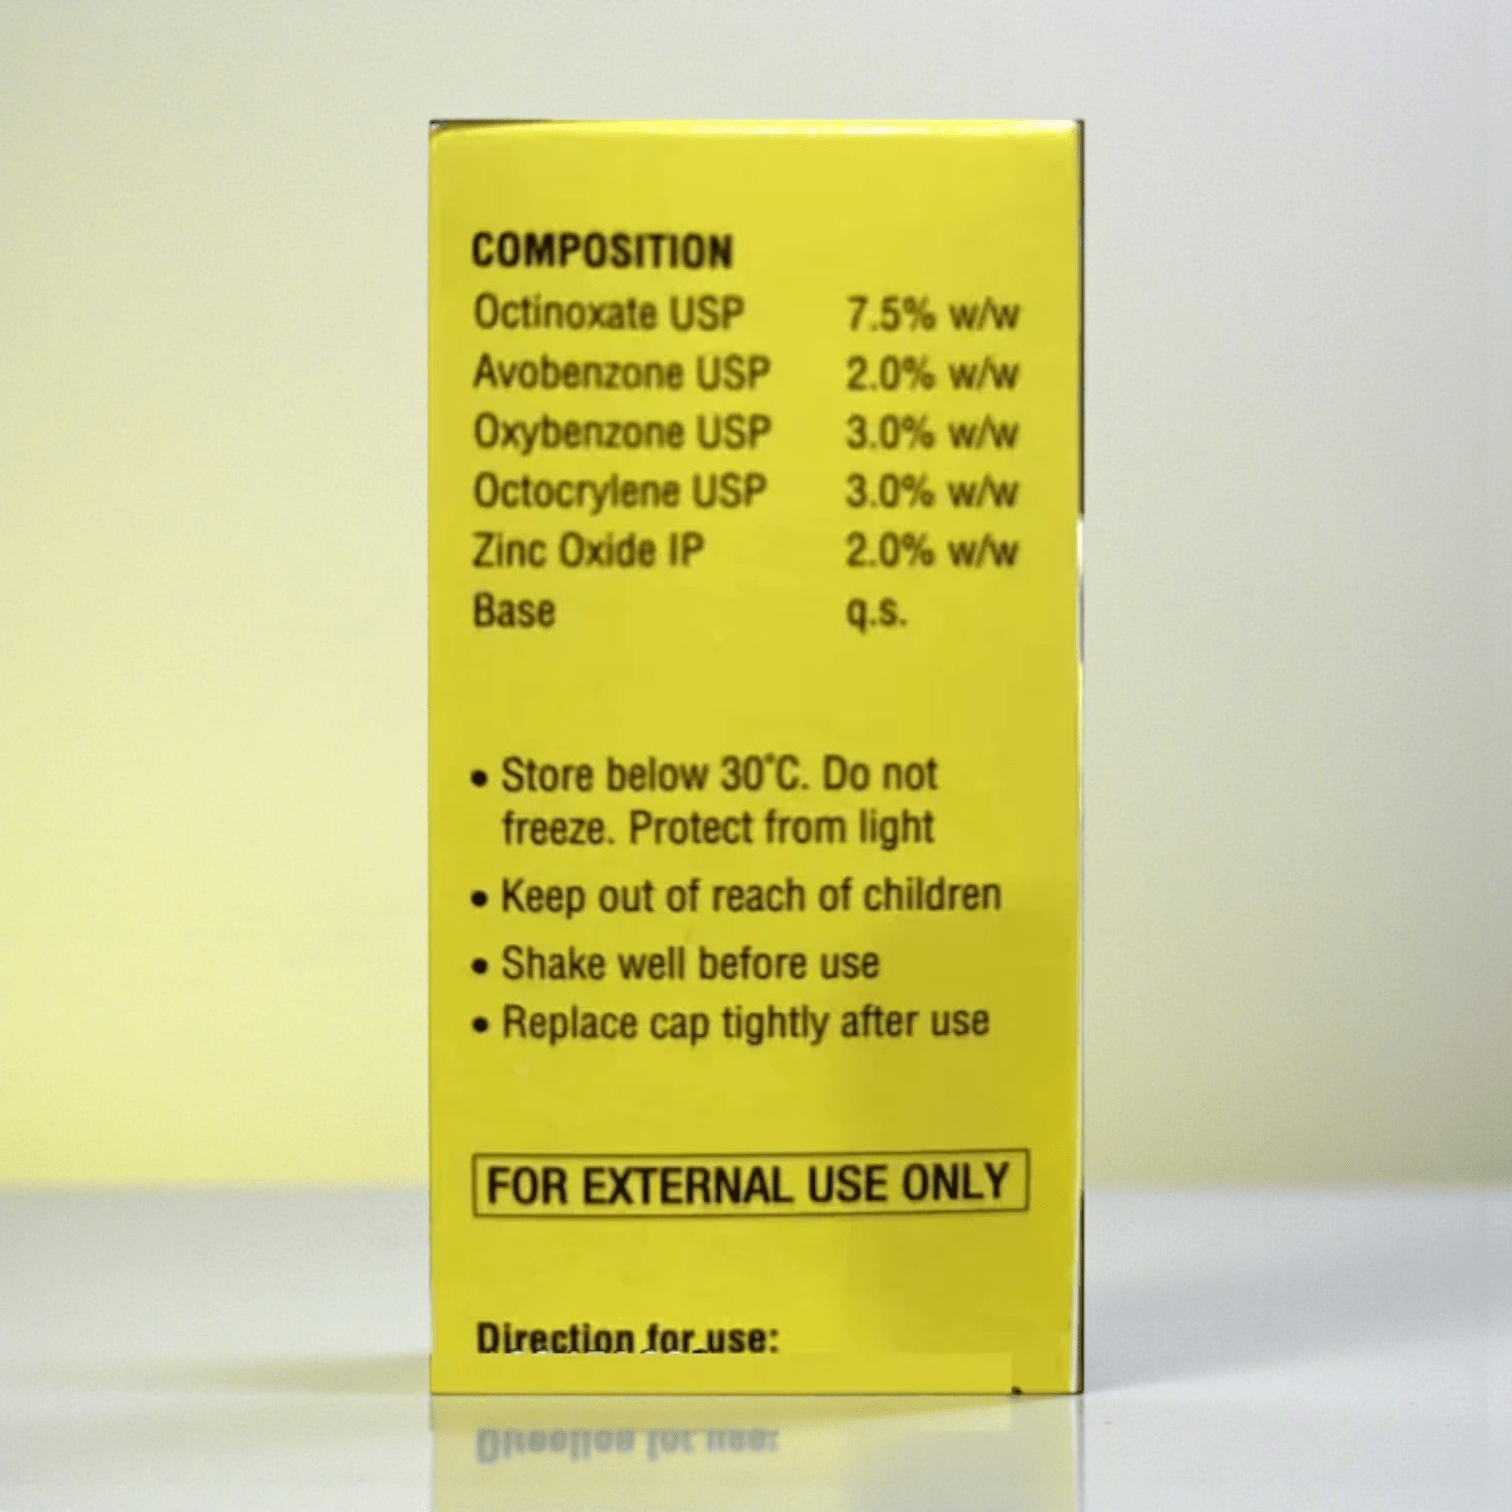 COMPOSITION
Octinoxate USP 7.5% w/w
Avobenzone USP 2.0% w/w
Oxybenzone USP 3.0% w/w
Octocrylene USP 3.0% w/w
Zinc Oxide IP 2.0% w/w
Base q.s.
• Store below 30°C. Do not
freeze. Protect from light
• Keep out of reach of children
• Shake well before use
• Replace cap tightly after use
FOR EXTERNAL USE ONLY
Direction for use: